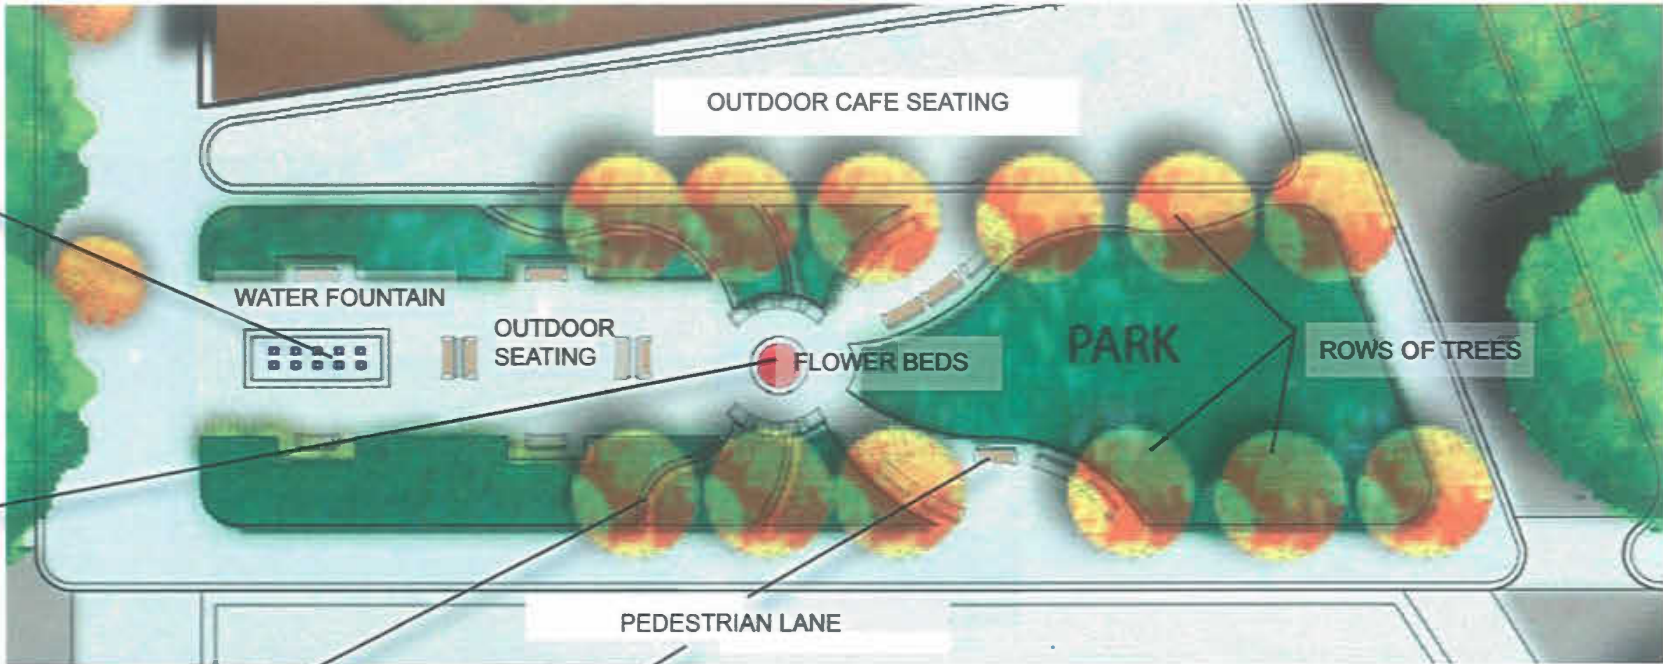 OUTDOOR CAFE SEATING
WATER FOUNTAIN
OUTDOOR
SEATING
FLOWER BEDS
PARK
ROWS OF TREES
PEDESTRIAN LANE